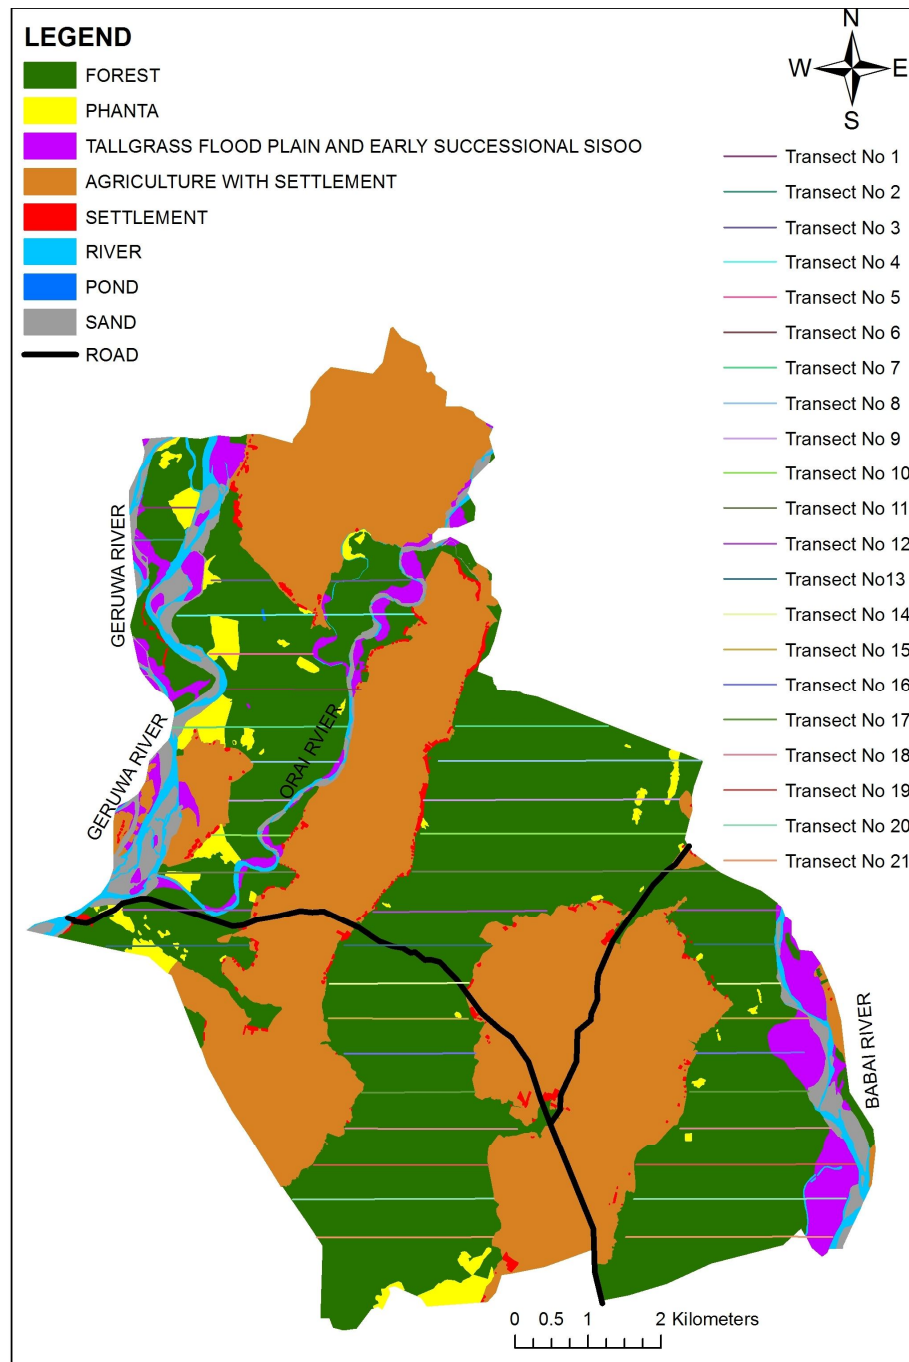 LEGEND
FOREST
PHANTA
TALLGRASS FLOOD PLAIN AND EARLY SUCCESSIONAL SISOO
AGRICULTURE WITH SETTLEMENT
SETTLEMENT
RIVER
POND
SAND
ROAD
N
W
E
S
Transect No 1
Transect No 2
Transect No 3
Transect No 4
Transect No 5
Transect No 6
Transect No 7
Transect No 8
Transect No 9
Transect No 10
Transect No 11
Transect No 12
Transect No13
Transect No 14
Transect No 15
Transect No 16
Transect No 17
Transect No 18
Transect No 19
Transect No 20
Transect No 21
GERUWA RIVER
GERUWA RIVER
ORAI RVIER
BABAI RIVER
0 0.5 1 2 Kilometers